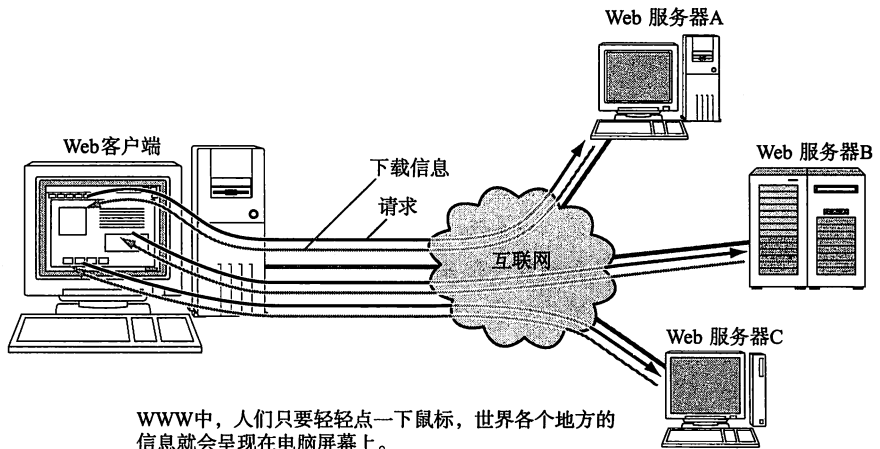 Web 服务器A
Web客户端
Web 服务器B
下载信息
请求
互联网
Web 服务器C
WWW中，人们只要轻轻点一下鼠标，世界各个地方的
信息就会呈现在电脑屏幕上。